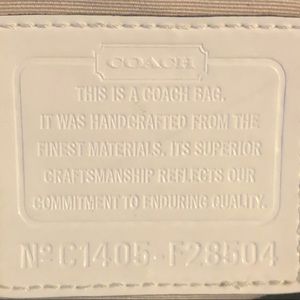 COACH
THIS IS A COACH BAG.
IT WAS HANDCRAFTED FROM THE
FINEST MATERIALS. ITS SUPERIOR
CRAFTSMANSHIP REFLECTS OUR
COMMITMENT TO ENDURING QUALITY.
Nº C1405-F28504